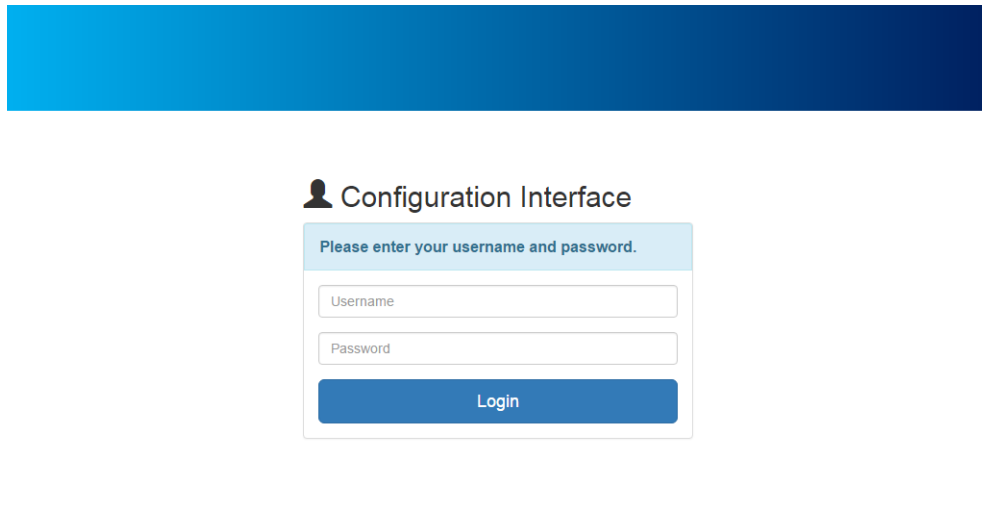 Configuration Interface
Please enter your username and password.
Username
Password
Login